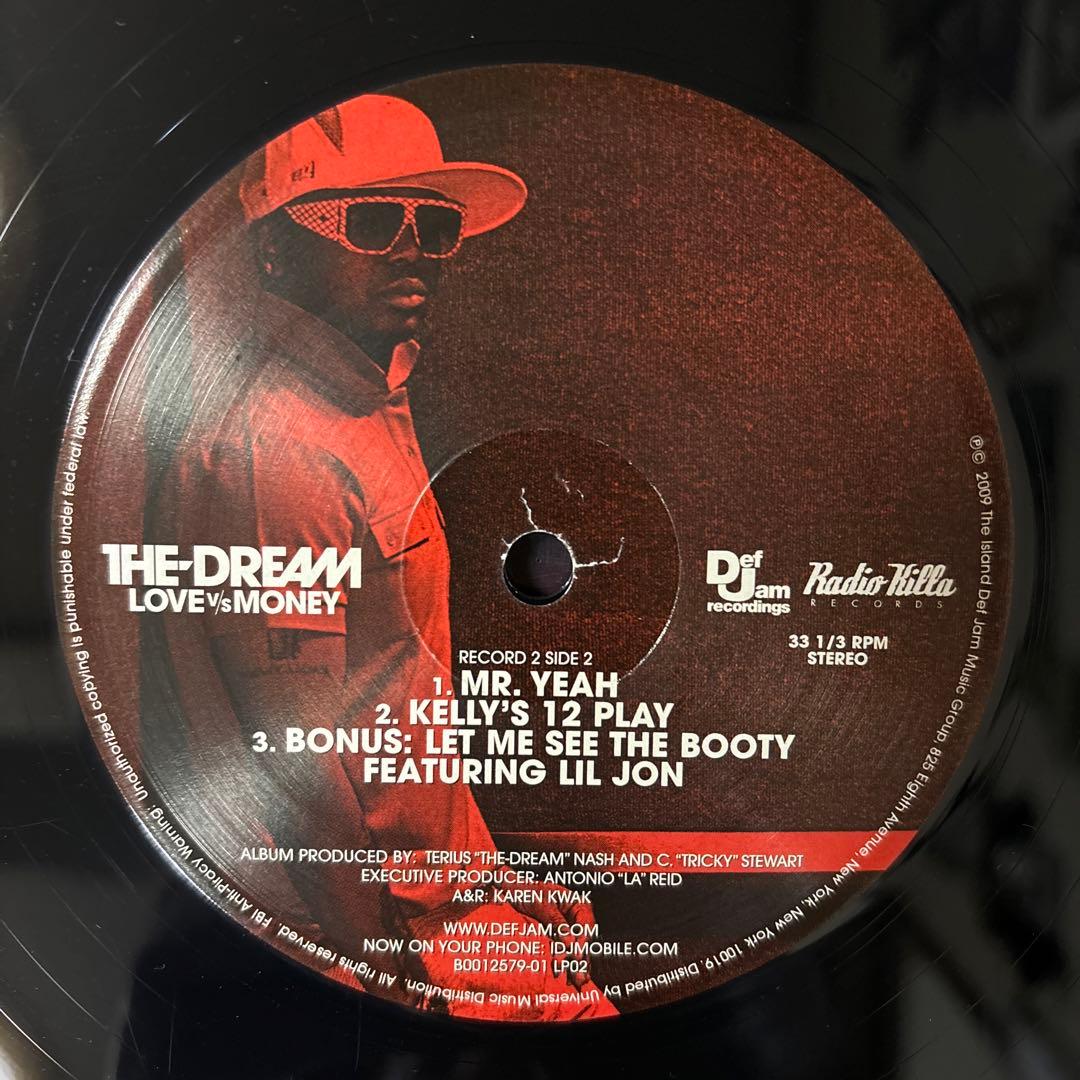 THE-DREAM
LOVE v/s MONEY
Def
Jam
recordings
Radio Killa
RECORDS
33 1/3 RPM
STEREO
RECORD 2 SIDE 2
1. MR. YEAH
2. KELLY'S 12 PLAY
3. BONUS: LET ME SEE THE BOOTY
FEATURING LIL JON
ALBUM PRODUCED BY: TERIUS "THE-DREAM" NASH AND C. "TRICKY" STEWART
EXECUTIVE PRODUCER: ANTONIO "LA" REID
A&R: KAREN KWAK
WWW.DEFJAM.COM
NOW ON YOUR PHONE: IDJMOBILE.COM
B0012579-01 LP02
℗© 2009 The Island Def Jam Music Group 825 Eighth Avenue, New York, New York 10019. Distributed by Universal Music Distribution. All rights reserved. FBI Anti-Piracy Warning: Unauthorized copying is punishable under federal law.